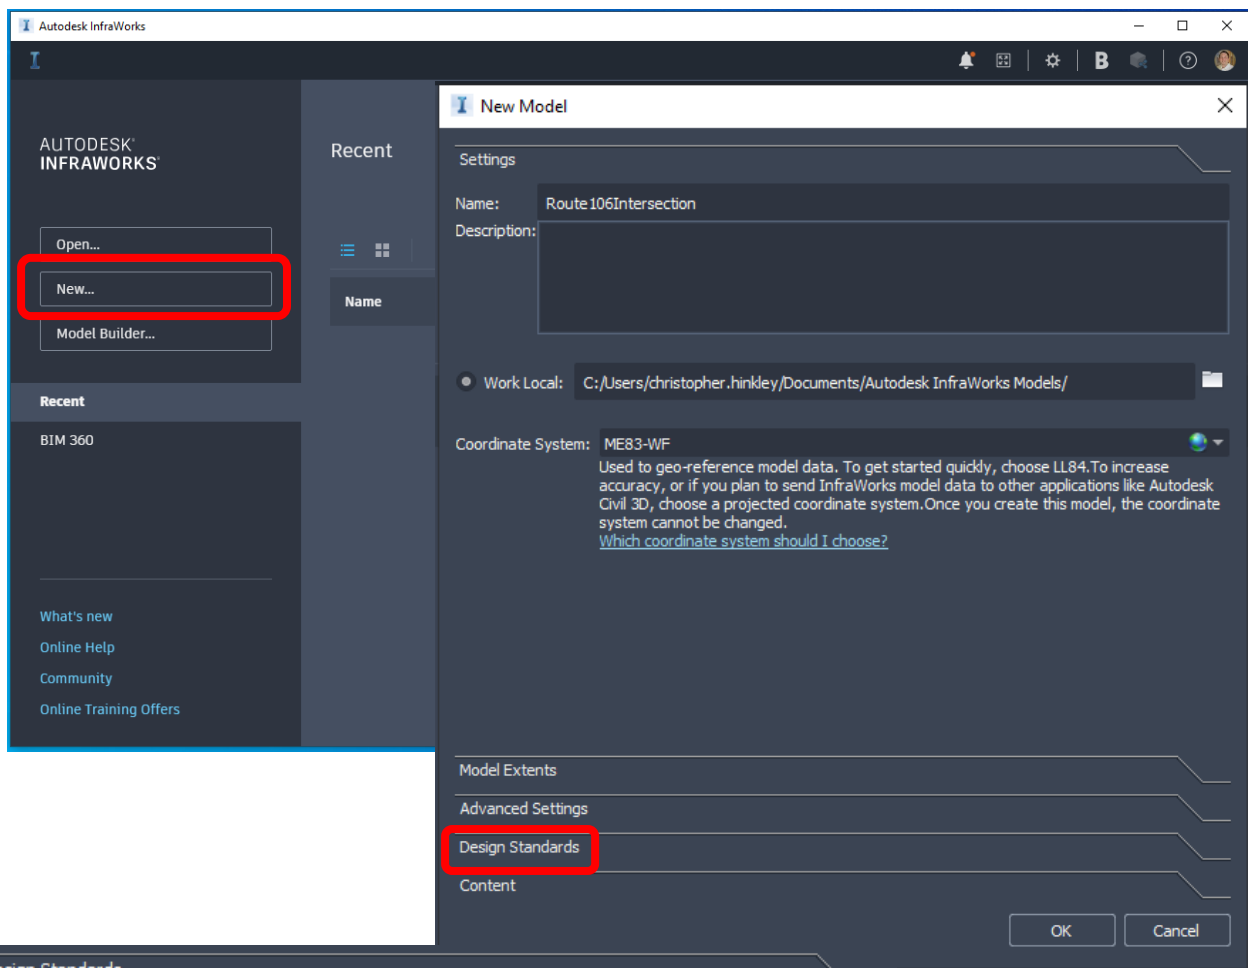 Autodesk InfraWorks
AUTODESK®
INFRAWORKS®
Open...
New...
Model Builder...
Recent
BIM 360
What's new
Online Help
Community
Online Training Offers
Recent
Name
New Model
Settings
Name: Route106Intersection
Description:
Work Local: C:/Users/christopher.hinkley/Documents/Autodesk InfraWorks Models/
Coordinate System: ME83-WF
Used to geo-reference model data. To get started quickly, choose LL84.To increase
accuracy, or if you plan to send InfraWorks model data to other applications like Autodesk
Civil 3D, choose a projected coordinate system.Once you create this model, the coordinate
system cannot be changed.
Which coordinate system should I choose?
Model Extents
Advanced Settings
Design Standards
Content
OK Cancel